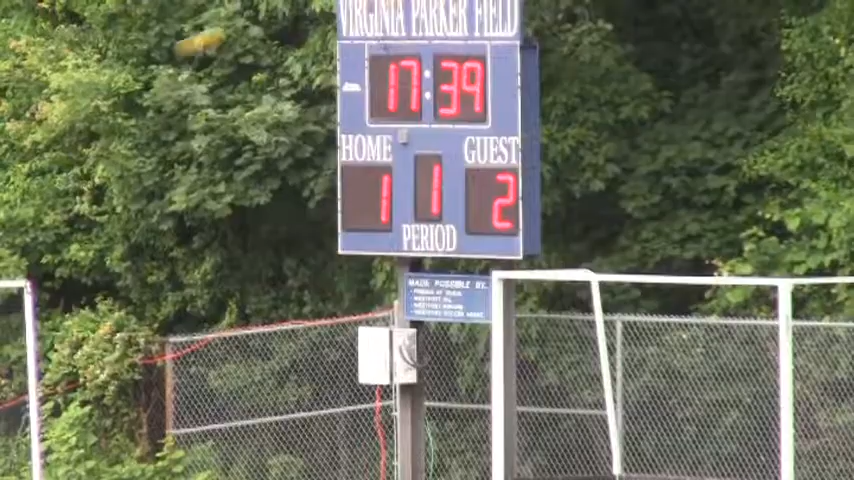 VIRGINIA PARKER FIELD
17:39
HOME
GUEST
1
1
2
PERIOD
MADE POSSIBLE BY: